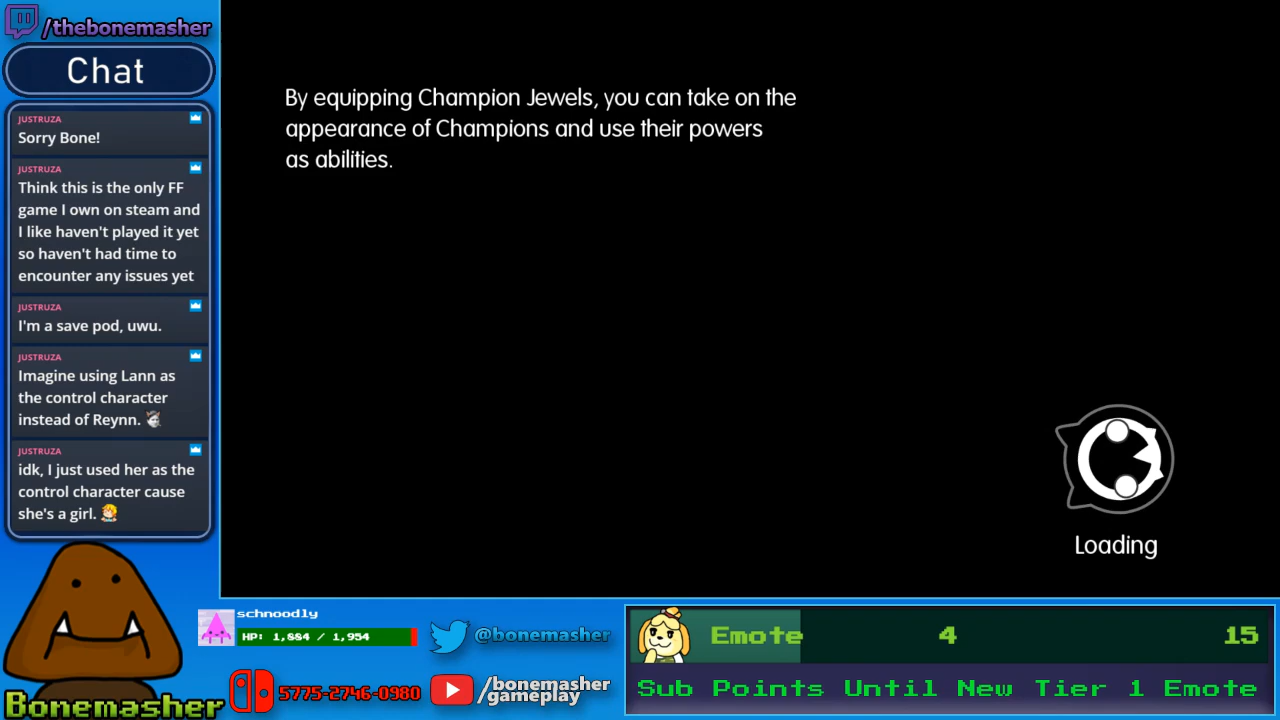 /thebonemasher
Chat
JUSTRUZA
Sorry Bone!
JUSTRUZA
Think this is the only FF
game I own on steam and
I like haven't played it yet
so haven't had time to
encounter any issues yet
JUSTRUZA
I'm a save pod, uwu.
JUSTRUZA
Imagine using Lann as
the control character
instead of Reynn.
JUSTRUZA
idk, I just used her as the
control character cause
she's a girl.
By equipping Champion Jewels, you can take on the
appearance of Champions and use their powers
as abilities.
Loading
Bonemasher
schnoodly
HP: 1,884 / 1,954
5775-2746-0980
@bonemasher
/bonemasher
gameplay
Emote 4 15
Sub Points Until New Tier 1 Emote